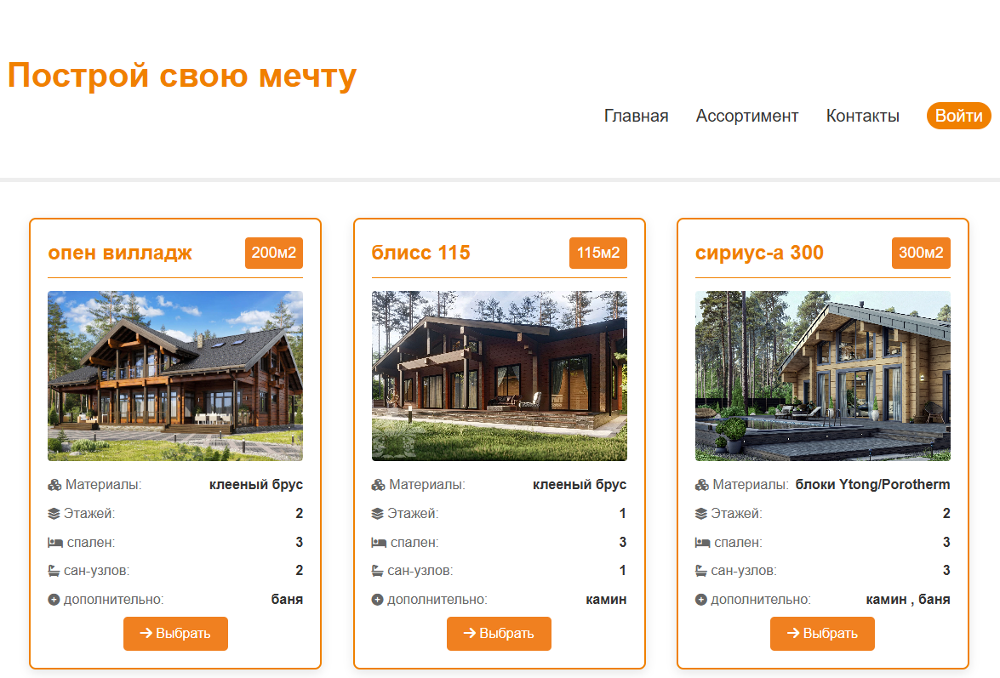 Построй свою мечту
Главная Ассортимент Контакты Войти
опен вилладж 200м2
Материалы: клееный брус
Этажей: 2
спален: 3
сан-узлов: 2
дополнительно: баня
Выбрать
блисс 115 115м2
Материалы: клееный брус
Этажей: 1
спален: 3
сан-узлов: 1
дополнительно: камин
Выбрать
сириус-а 300 300м2
Материалы: блоки Ytong/Porotherm
Этажей: 2
спален: 3
сан-узлов: 3
дополнительно: камин , баня
Выбрать